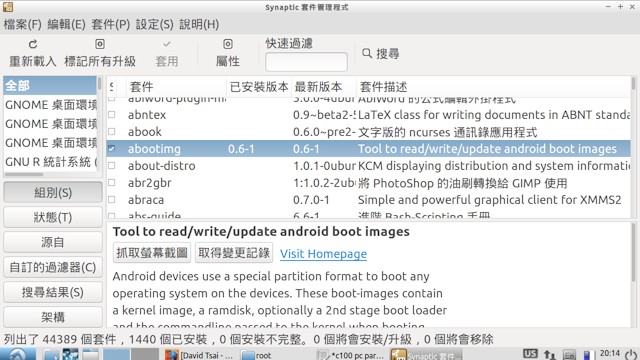 Synaptic 套件管理程式
檔案(F) 編輯(E) 套件(P) 設定(S) 說明(H)
快速過濾
重新載入 標記所有升級 套用 屬性 搜尋
全部
GNOME 桌面環境
GNOME 桌面環境
GNOME 桌面環境
GNU R 統計系統 (
組別(S)
狀態(T)
源自
自訂的過濾器(C)
搜尋結果(S)
架構
S 套件 已安裝版本 最新版本 套件描述
abiword-plugin-m 3.0.0-4ubu AbiWord 的公式編輯外掛程式
abntex 0.9~beta2-! LaTeX class for writing documents in ABNT standa
abook 0.6.0~pre2- 文字版的 ncurses 通訊錄應用程式
abootimg 0.6-1 0.6-1 Tool to read/write/update android boot images
about-distro 1.0.1-0ubur KCM displaying distribution and system informatio
abr2gbr 1:1.0.2-2ub 將 PhotoShop 的油刷轉換給 GIMP 使用
abraca 0.7.0-1 Simple and powerful graphical client for XMMS2
abs-guide 6.6-1 進階 Bash-Scripting 手冊
Tool to read/write/update android boot images
抓取螢幕截圖 取得變更記錄 Visit Homepage
Android devices use a special partition format to boot any
operating system on the devices. These boot-images contain
a kernel image, a ramdisk, optionally a 2nd stage boot loader
and the commandline passed to the kernel when booting.
列出了 44389 個套件，1440 個已安裝，0 個安裝不完整。0 個將會安裝/升級，0 個將會移除
[David Tsai - ... root *c100 pc par... Synaptic 套件... US 20:14